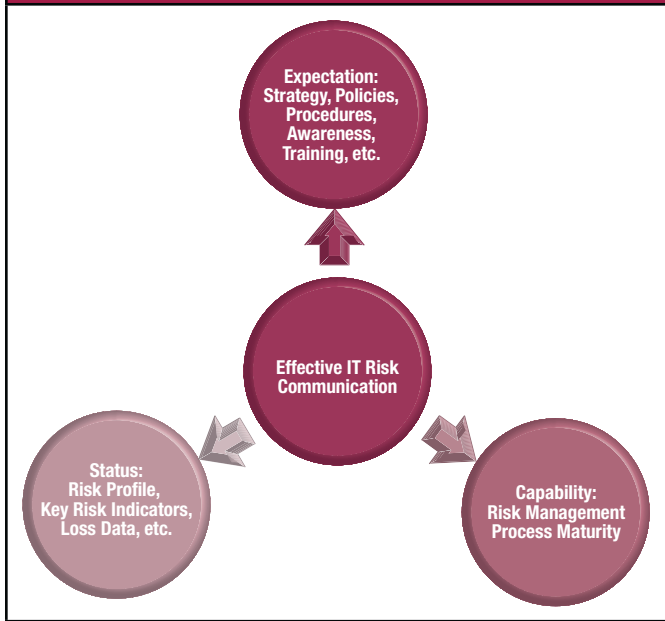 Expectation:
Strategy, Policies,
Procedures,
Awareness,
Training, etc.
Effective IT Risk
Communication
Status:
Risk Profile,
Key Risk Indicators,
Loss Data, etc.
Capability:
Risk Management
Process Maturity